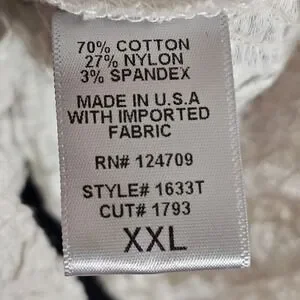 70% COTTON
27% NYLON
3% SPANDEX
MADE IN U.S.A
WITH IMPORTED
FABRIC
RN# 124709
STYLE# 1633T
CUT# 1793
XXL